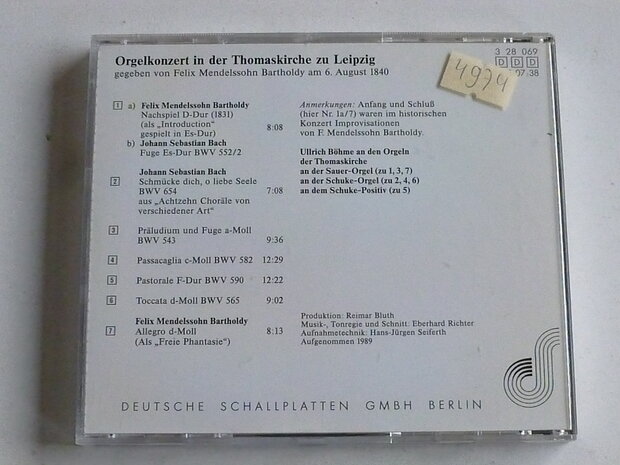 Orgelkonzert in der Thomaskirche zu Leipzig
gegeben von Felix Mendelssohn Bartholdy am 6. August 1840
4974
3 28 069
D D D
07:38
1 a) Felix Mendelssohn Bartholdy
Nachspiel D-Dur (1831)
(als „Introduction“
gespielt in Es-Dur) 8:08
b) Johann Sebastian Bach
Fuge Es-Dur BWV 552/2
Johann Sebastian Bach
2 Schmücke dich, o liebe Seele
BWV 654 7:08
aus „Achtzehn Choräle von
verschiedener Art“
3 Präludium und Fuge a-Moll
BWV 543 9:36
4 Passacaglia c-Moll BWV 582 12:29
5 Pastorale F-Dur BWV 590 12:22
6 Toccata d-Moll BWV 565 9:02
Felix Mendelssohn Bartholdy
7 Allegro d-Moll 8:13
(Als „Freie Phantasie“)
Anmerkungen: Anfang und Schluß
(hier Nr. 1a/7) waren im historischen
Konzert Improvisationen
von F. Mendelssohn Bartholdy.
Ullrich Böhme an den Orgeln
der Thomaskirche
an der Sauer-Orgel (zu 1, 3, 7)
an der Schuke-Orgel (zu 2, 4, 6)
an dem Schuke-Positiv (zu 5)
Produktion: Reimar Bluth
Musik-, Tonregie und Schnitt: Eberhard Richter
Aufnahmetechnik: Hans-Jürgen Seiferth
Aufgenommen 1989
DEUTSCHE SCHALLPLATTEN GMBH BERLIN